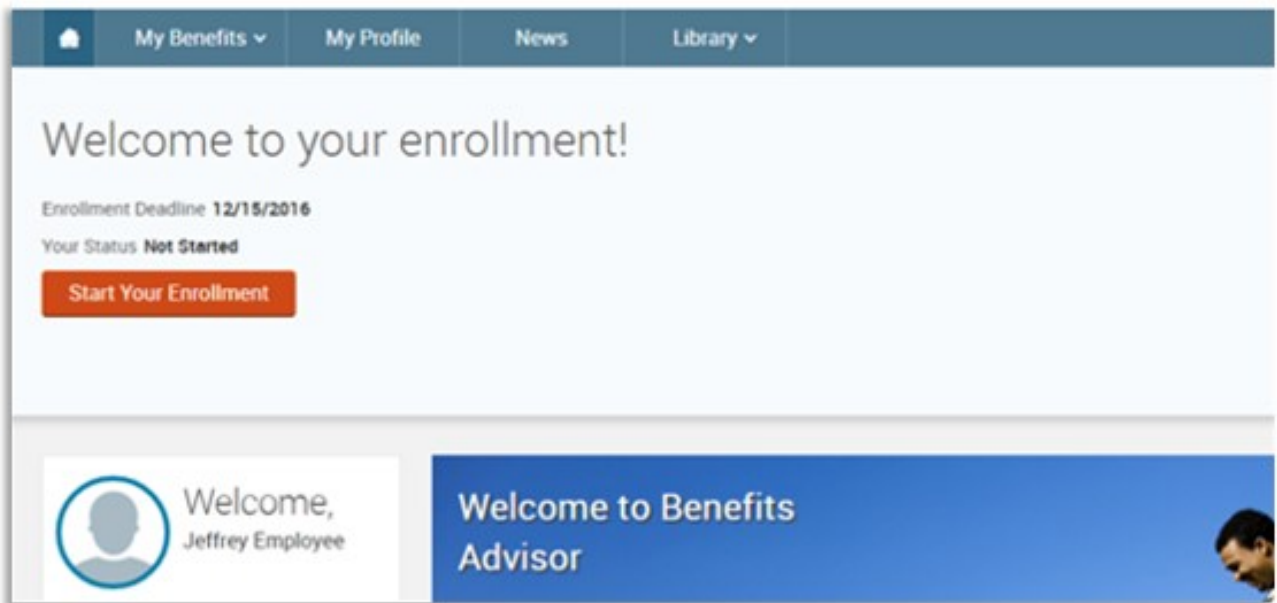 My Benefits My Profile News Library
Welcome to your enrollment!
Enrollment Deadline 12/15/2016
Your Status Not Started
Start Your Enrollment
Welcome,
Jeffrey Employee
Welcome to Benefits
Advisor